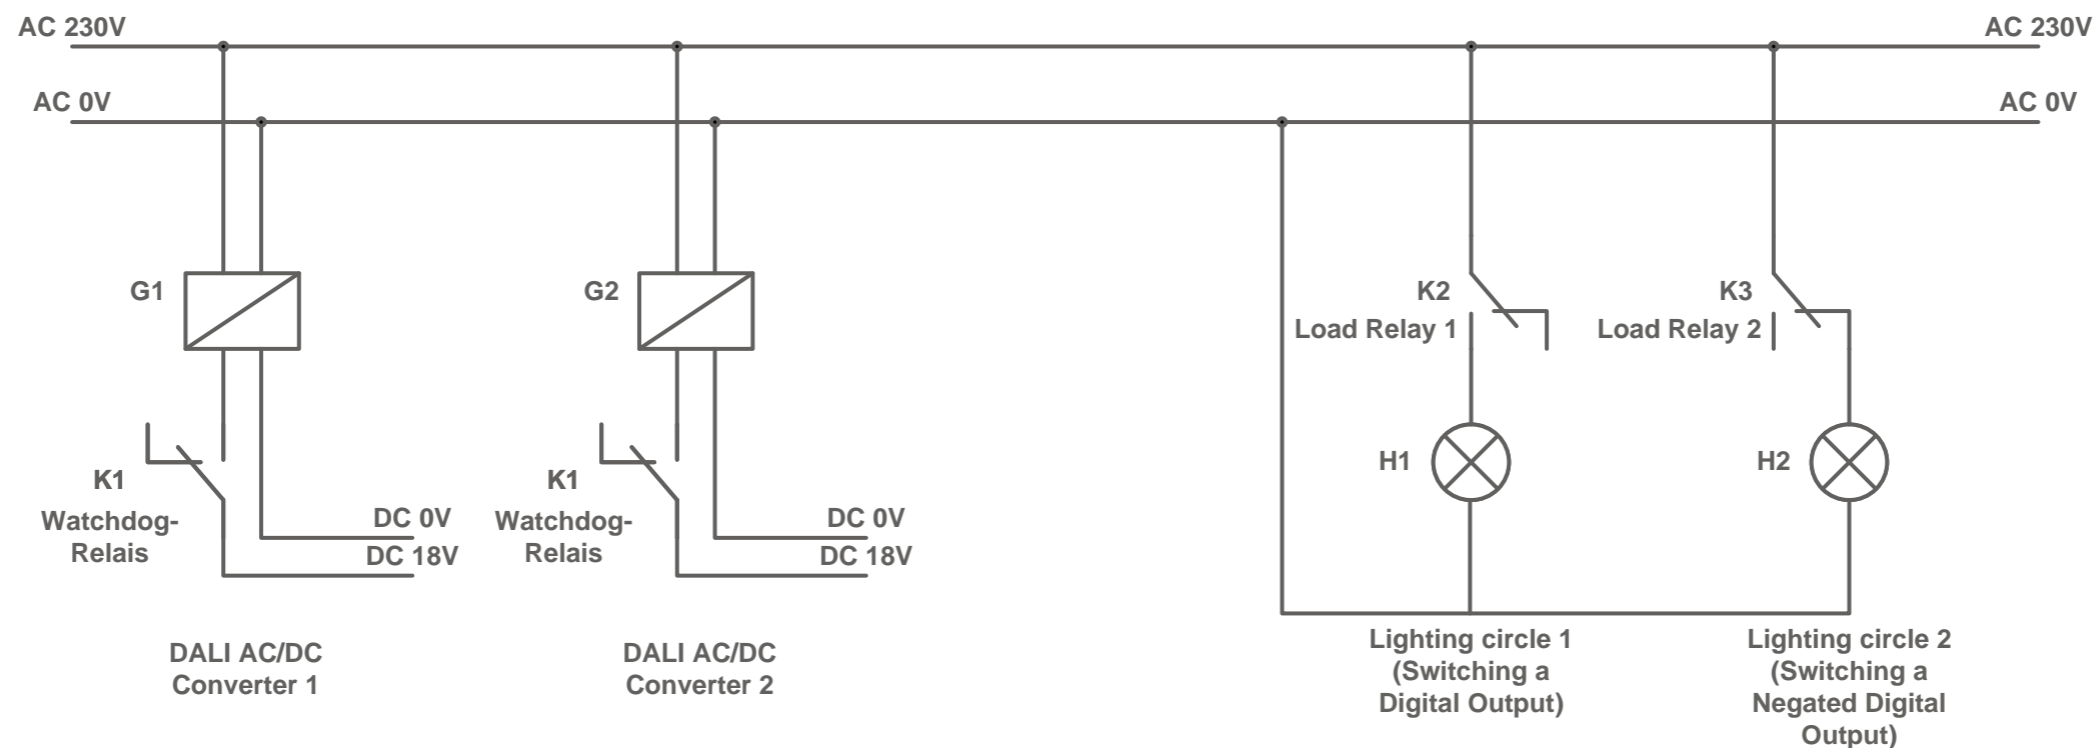 AC 230V
AC 230V
AC 0V
AC 0V
G1
G2
K2
Load Relay 1
K3
Load Relay 2
K1
Watchdog-
Relais
DC 0V
DC 18V
K1
Watchdog-
Relais
DC 0V
DC 18V
H1
H2
DALI AC/DC
Converter 1
DALI AC/DC
Converter 2
Lighting circle 1
(Switching a
Digital Output)
Lighting circle 2
(Switching a
Negated Digital
Output)